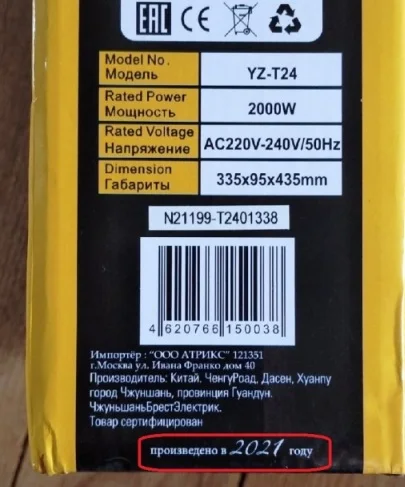 EAC CE
Model No.
Модель YZ-T24
Rated Power
Мощность 2000W
Rated Voltage
Напряжение AC220V-240V/50Hz
Dimension
Габариты 335x95x435mm
N21199-T2401338
4 620766 150038
Импортёр : "ООО АТРИКС" 121351
г.Москва ул. Ивана Франко дом 40
Производитель: Китай, ЧенгуРоад, Дасен, Хуанпу
город Чжуншань, провинция Гуандун.
ЧжуньшаньБрестЭлектрик.
Товар сертифицирован
произведено в 2021 году